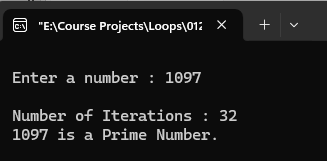 "E:\Course Projects\Loops\012
Enter a number : 1097
Number of Iterations : 32
1097 is a Prime Number.